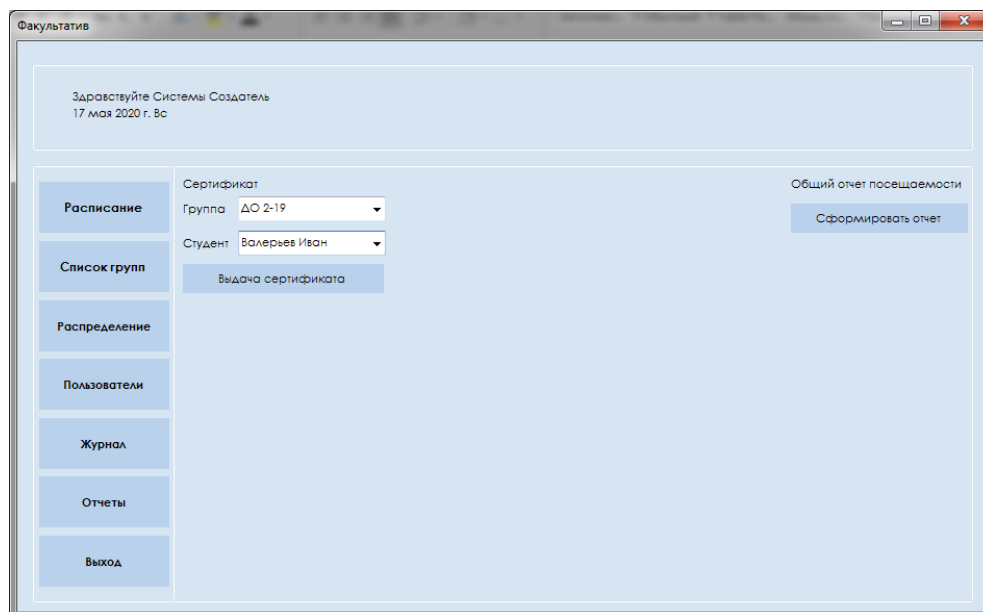 Факультатив
Здравствуйте Системы Создатель
17 мая 2020 г. Вс
Расписание
Список групп
Распределение
Пользователи
Журнал
Отчеты
Выход
Сертификат
Группа ДО 2-19
Студент Валерьев Иван
Выдача сертификата
Общий отчет посещаемости
Сформировать отчет